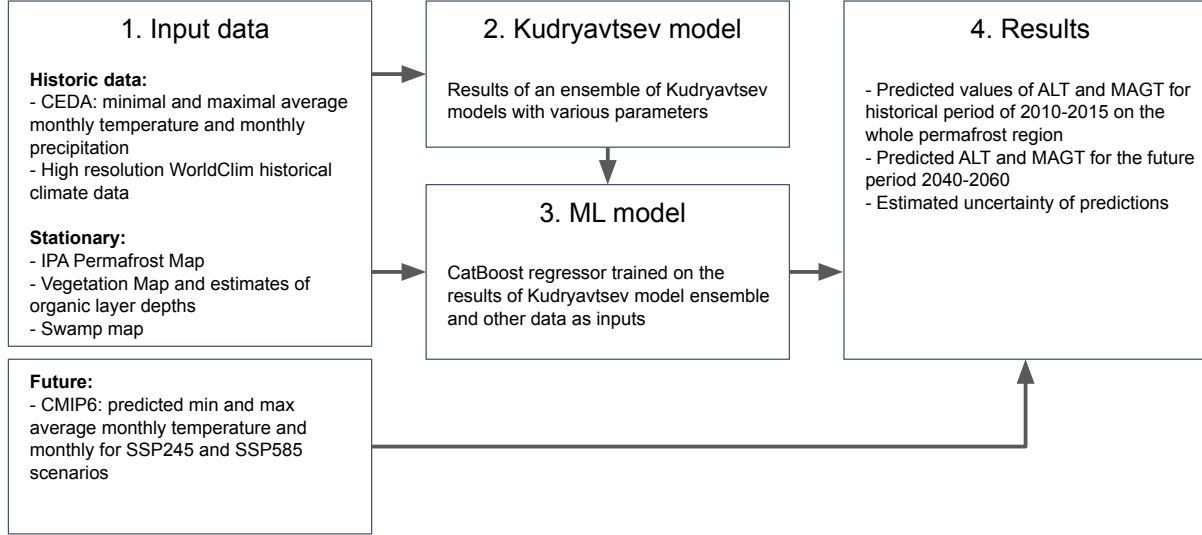 1. Input data
Historic data:
- CEDA: minimal and maximal average
monthly temperature and monthly
precipitation
- High resolution WorldClim historical
climate data
Stationary:
- IPA Permafrost Map
- Vegetation Map and estimates of
organic layer depths
- Swamp map
Future:
- CMIP6: predicted min and max
average monthly temperature and
monthly for SSP245 and SSP585
scenarios
2. Kudryavtsev model
Results of an ensemble of Kudryavtsev
models with various parameters
3. ML model
CatBoost regressor trained on the
results of Kudryavtsev model ensemble
and other data as inputs
4. Results
- Predicted values of ALT and MAGT for
historical period of 2010-2015 on the
whole permafrost region
- Predicted ALT and MAGT for the future
period 2040-2060
- Estimated uncertainty of predictions